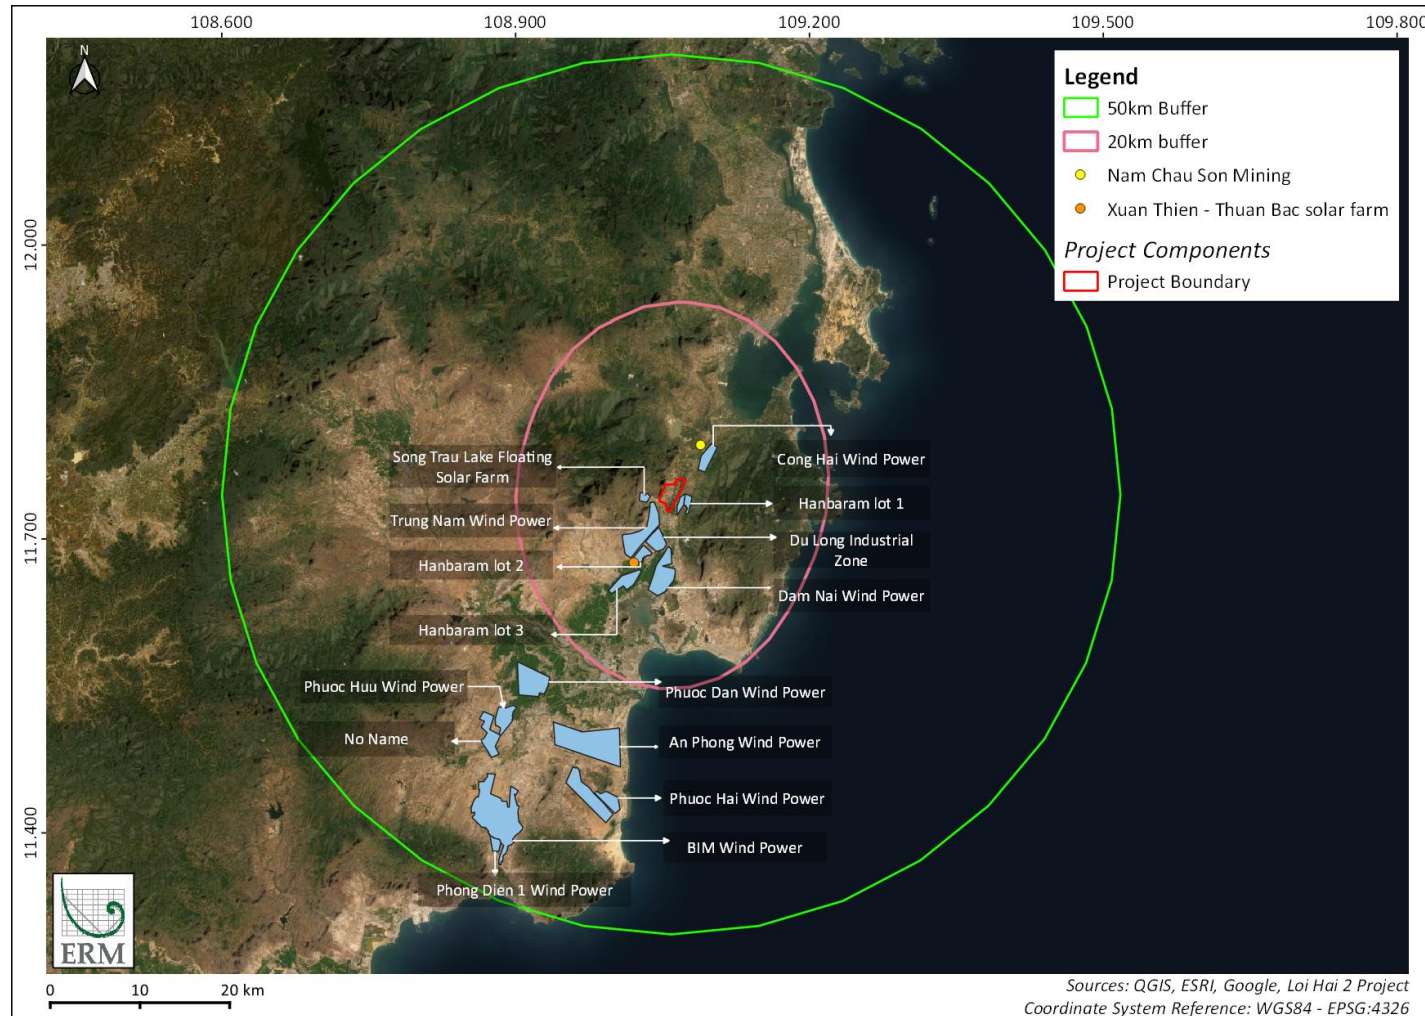 108.600
108.900
109.200
109.500
109.800
N
12.000
11.700
11.400
Legend
50km Buffer
20km buffer
Nam Chau Son Mining
Xuan Thien - Thuan Bac solar farm
Project Components
Project Boundary
Song Trau Lake Floating
Solar Farm
Cong Hai Wind Power
Hanbaram lot 1
Trung Nam Wind Power
Du Long Industrial
Zone
Hanbaram lot 2
Dam Nai Wind Power
Hanbaram lot 3
Phuoc Huu Wind Power
Phuoc Dan Wind Power
No Name
An Phong Wind Power
Phuoc Hai Wind Power
BIM Wind Power
Phong Dien 1 Wind Power
ERM
0 10 20 km
Sources: QGIS, ESRI, Google, Loi Hai 2 Project
Coordinate System Reference: WGS84 - EPSG:4326